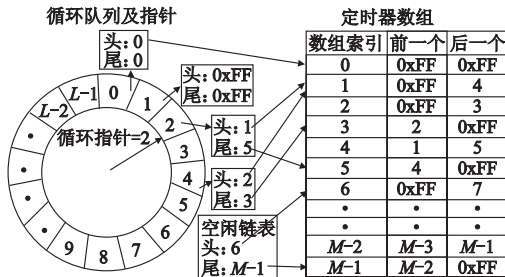 循环队列及指针
头:0
尾:0
头:0xFF
尾:0xFF
L-2
L-1
0
1
2
3
4
5
6
7
8
9
循环指针=2
头:1
尾:5
头:2
尾:3
空闲链表
头:6
尾:M-1
定时器数组
数组索引 前一个 后一个
0 0xFF 0xFF
1 0xFF 4
2 0xFF 3
3 2 0xFF
4 1 5
5 4 0xFF
6 0xFF 7
• • •
• • •
M-2 M-3 M-1
M-1 M-2 0xFF